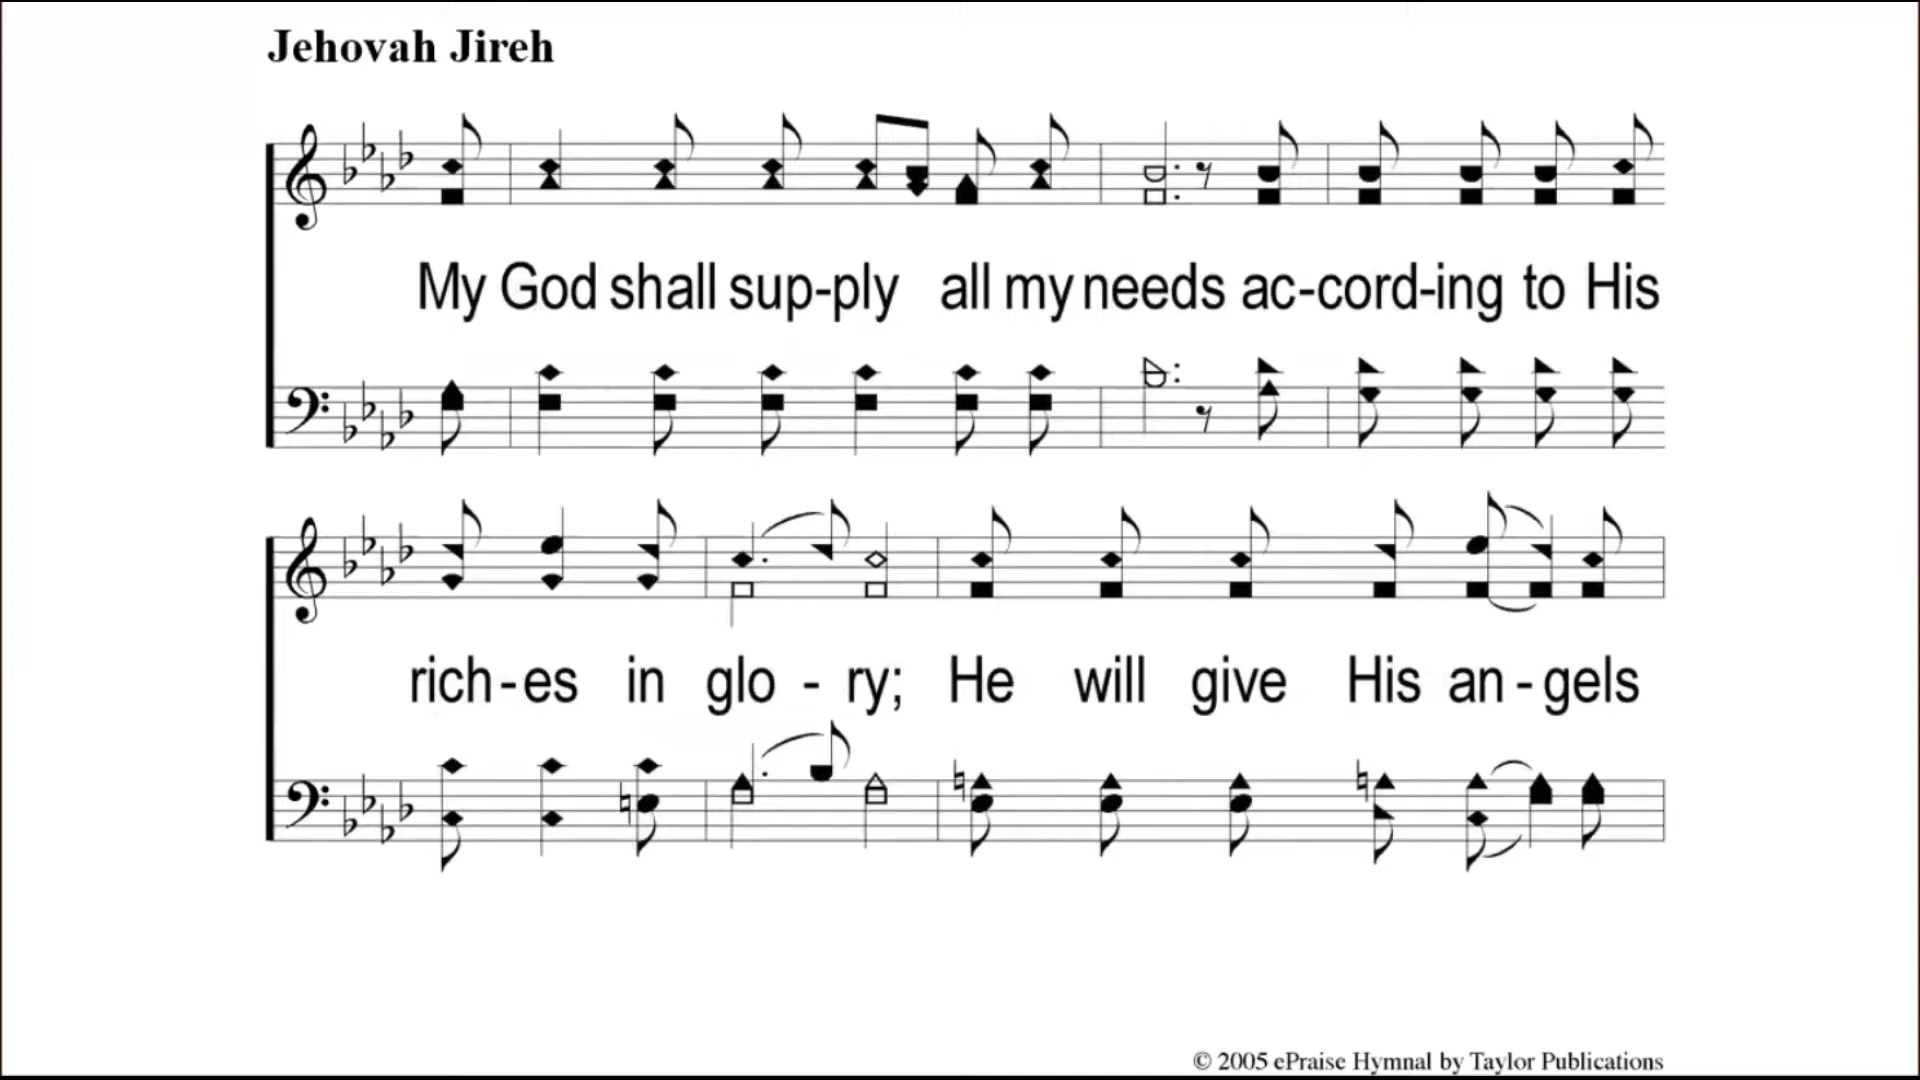 Jehovah Jireh
My God shall sup-ply all my needs ac-cord-ing to His
rich-es in glo - ry; He will give His an-gels
© 2005 ePraise Hymnal by Taylor Publications